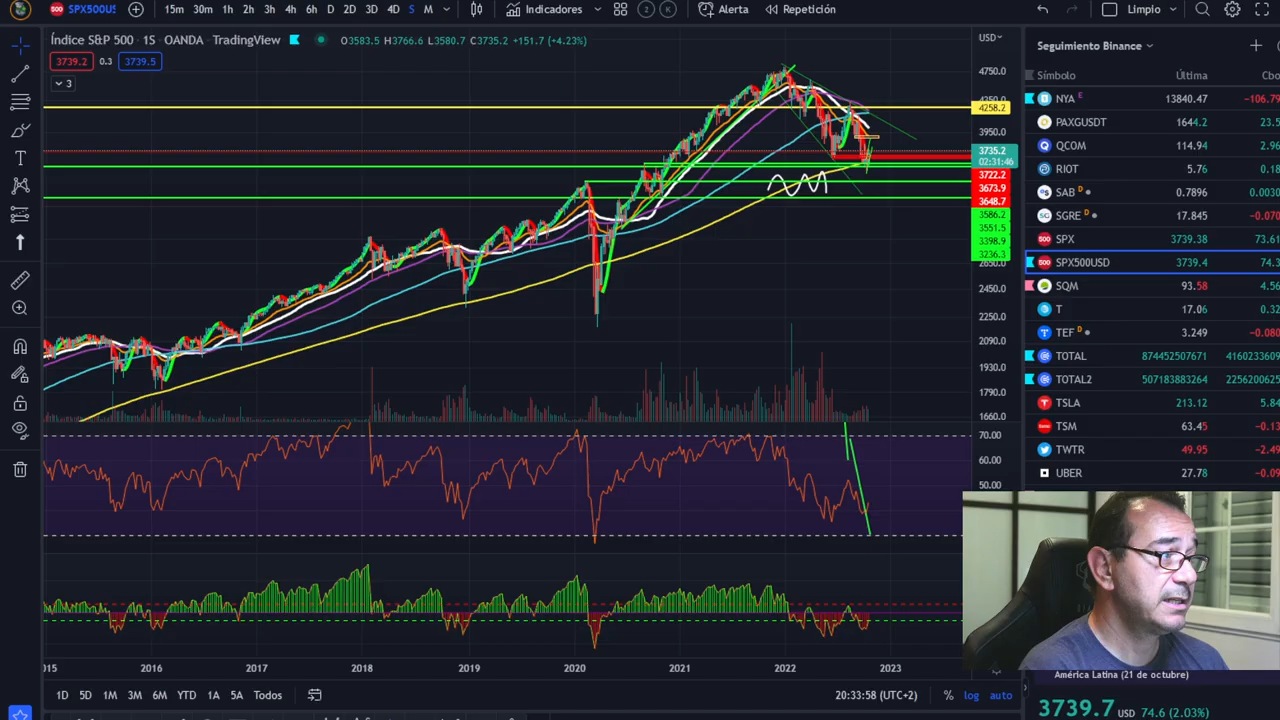 SPX500US 15m 30m 1h 2h 3h 4h 6h D 2D 3D 4D S M Indicadores 2 K Alerta Repetición Limpio
Índice S&P 500 · 1S · OANDA · TradingView O3583.5 H3766.6 L3580.7 C3735.2 +151.7 (+4.23%)
3739.2 0.3 3739.5
3
USD
4750.0
4258.2
3950.0
3735.2
02:31:46
3722.2
3673.9
3648.7
3586.2
3551.5
3398.9
3236.3
2450.0
2250.0
2090.0
1930.0
1790.0
1660.0
70.00
60.00
50.00
2016 2017 2018 2019 2020 2021 2022 2023
1D 5D 1M 3M 6M YTD 1A 5A Todos 20:33:58 (UTC+2) % log auto
Seguimiento Binance
Símbolo Última Cbo
NYA E 13840.47 -106.79
PAXGUSDT 1644.2 23.5
QCOM 114.94 2.96
RIOT 5.76 0.18
SAB D 0.7896 0.0030
SGRE D 17.845 -0.070
SPX 3739.38 73.61
SPX500USD 3739.4 74.3
SQM 93.58 4.56
T 17.06 0.32
TEF D 3.249 -0.080
TOTAL 874452507671 4160233609
TOTAL2 507183883264 2256200625
TSLA 213.12 5.84
TSM 63.45 -0.13
TWTR 49.95 -2.49
UBER 27.78 -0.09
América Latina (21 de octubre)
3739.7 USD 74.6 (2.03%)